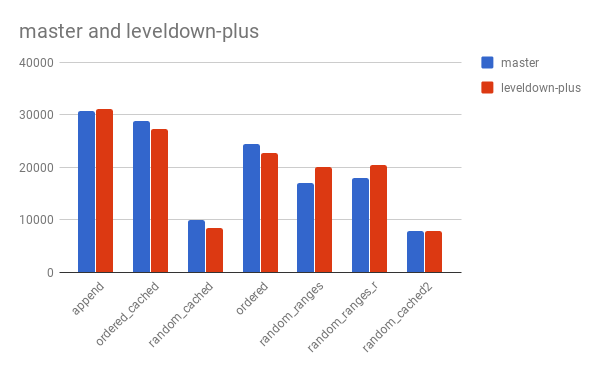 master and leveldown-plus
master
leveldown-plus
40000
30000
20000
10000
0
append
ordered_cached
random_cached
ordered
random_ranges
random_ranges_r
random_cached2